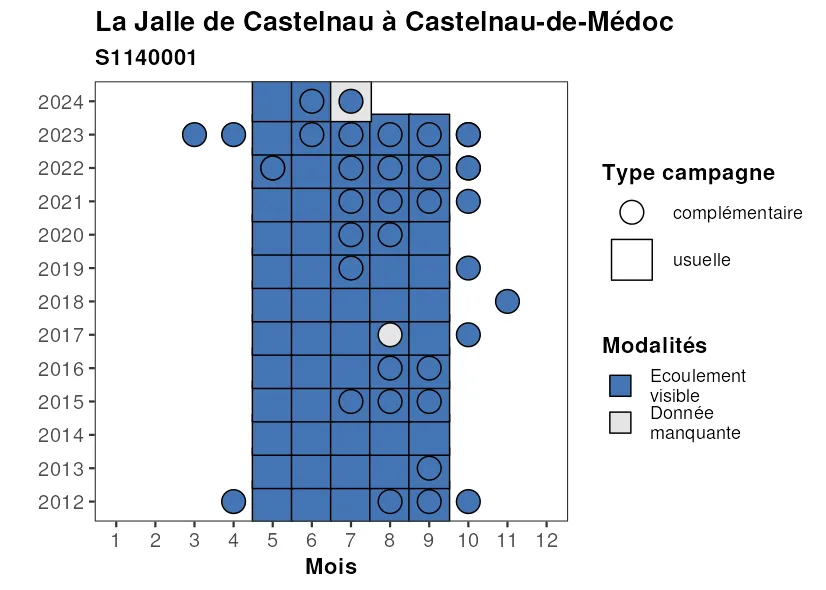 La Jalle de Castelnau à Castelnau-de-Médoc
S1140001
2024
2023
2022
2021
2020
2019
2018
2017
2016
2015
2014
2013
2012
1 2 3 4 5 6 7 8 9 10 11 12
Mois
Type campagne
complémentaire
usuelle
Modalités
Ecoulement
visible
Donnée
manquante